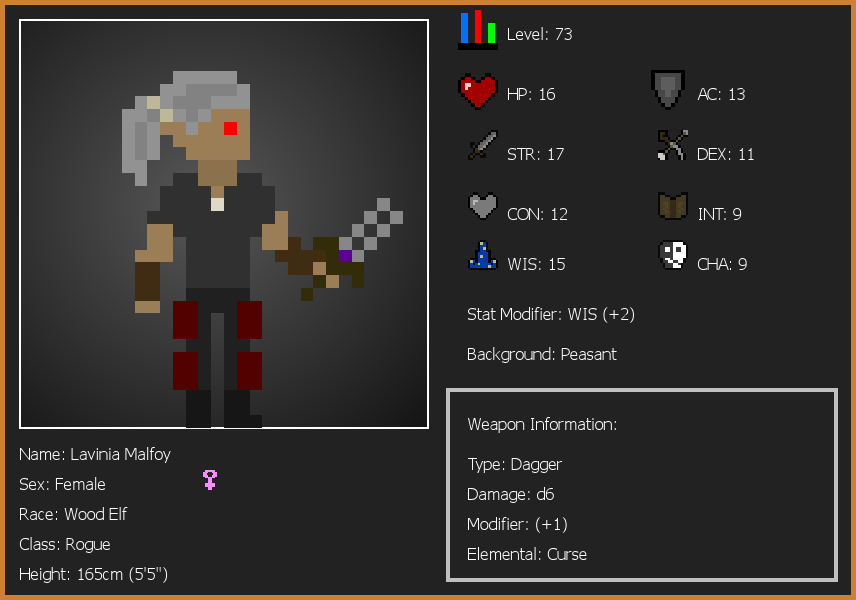 Level: 73
HP: 16
AC: 13
STR: 17
DEX: 11
CON: 12
INT: 9
WIS: 15
CHA: 9
Stat Modifier: WIS (+2)
Background: Peasant
Weapon Information:
Type: Dagger
Damage: d6
Modifier: (+1)
Elemental: Curse
Name: Lavinia Malfoy
Sex: Female
Race: Wood Elf
Class: Rogue
Height: 165cm (5'5")